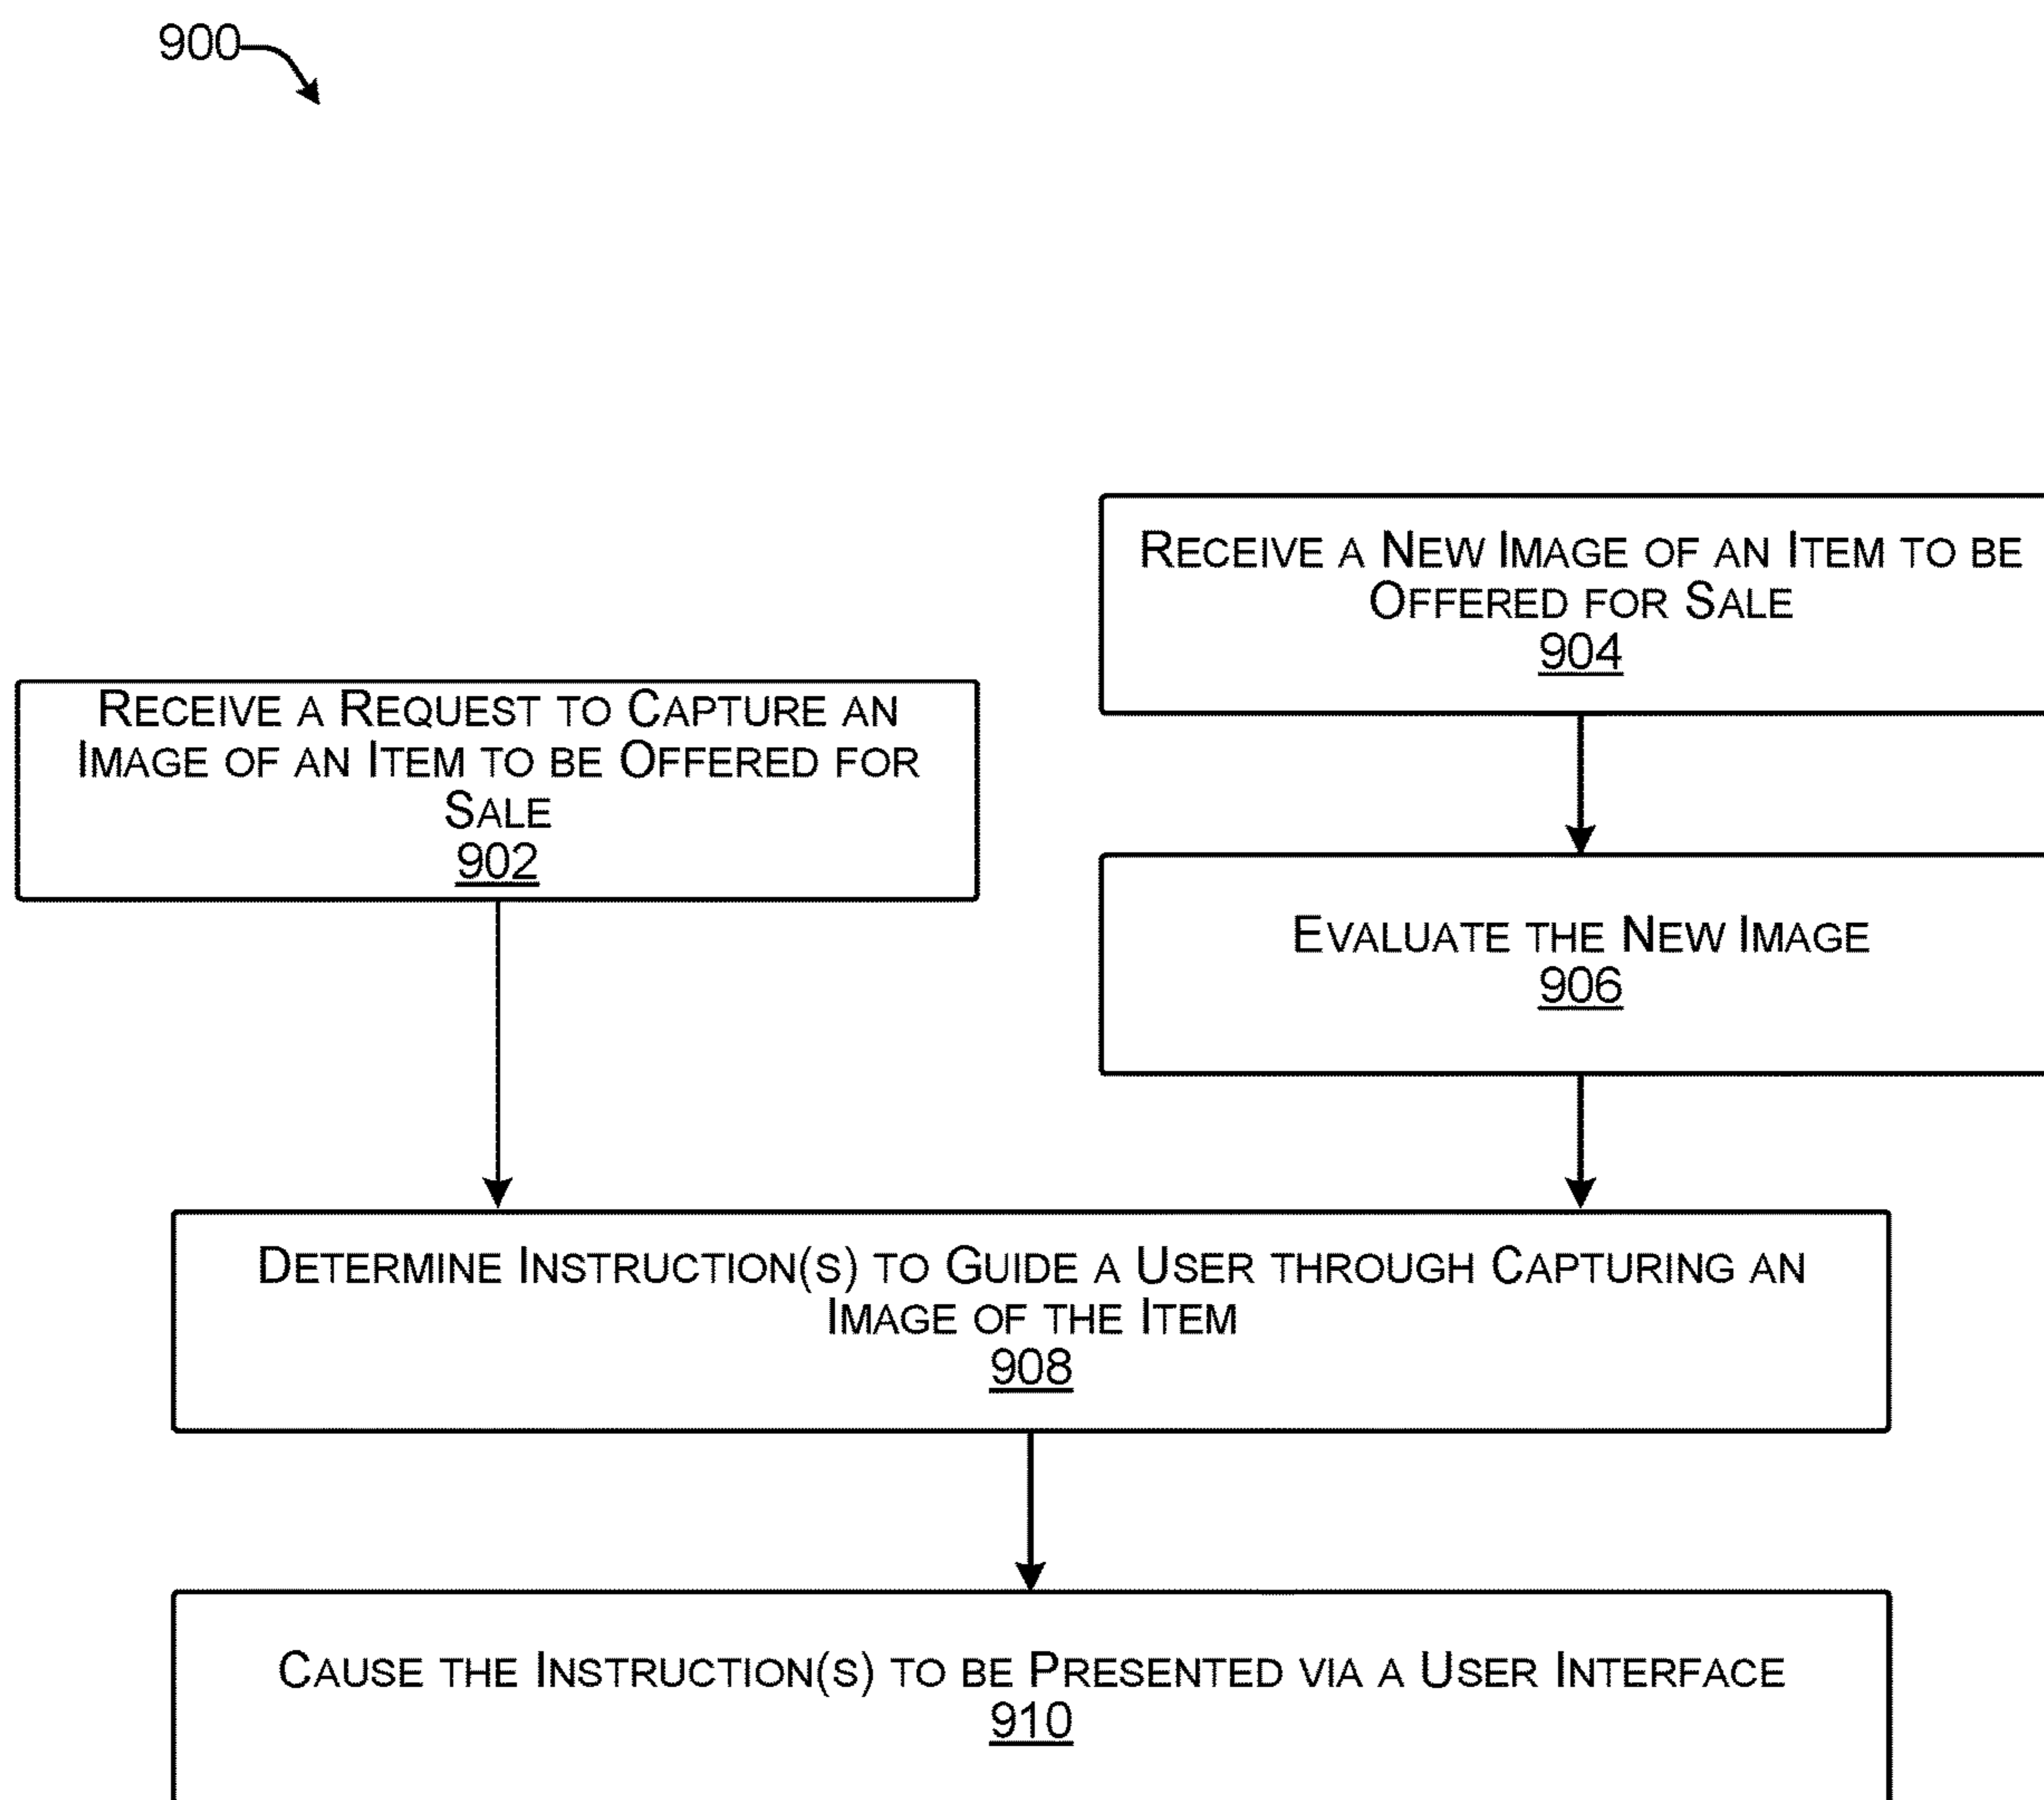 900
RECEIVE A NEW IMAGE OF AN ITEM TO BE
OFFERED FOR SALE
904
RECEIVE A REQUEST TO CAPTURE AN
IMAGE OF AN ITEM TO BE OFFERED FOR
SALE
902
EVALUATE THE NEW IMAGE
906
DETERMINE INSTRUCTION(S) TO GUIDE A USER THROUGH CAPTURING AN
IMAGE OF THE ITEM
908
CAUSE THE INSTRUCTION(S) TO BE PRESENTED VIA A USER INTERFACE
910